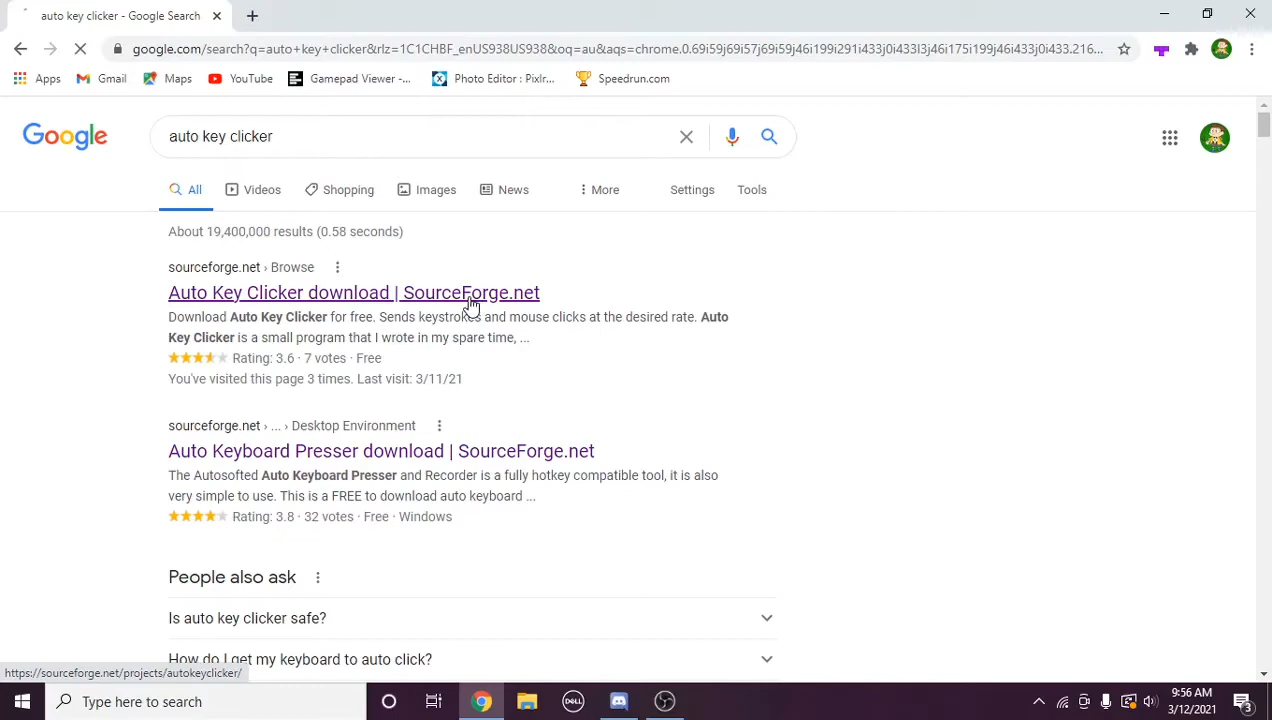 auto key clicker - Google Search
google.com/search?q=auto+key+clicker&rlz=1C1CHBF_enUS938US938&oq=au&aqs=chrome.0.69i59j69i57j69i59j46i199i291i433j0i433l3j46i175i199j46i433j0i433.216...
Apps Gmail Maps YouTube Gamepad Viewer -... Photo Editor : Pixlr... Speedrun.com
Google auto key clicker
All Videos Shopping Images News More Settings Tools
About 19,400,000 results (0.58 seconds)
sourceforge.net › Browse
Auto Key Clicker download | SourceForge.net
Download Auto Key Clicker for free. Sends keystrokes and mouse clicks at the desired rate. Auto
Key Clicker is a small program that I wrote in my spare time, ...
Rating: 3.6 · 7 votes · Free
You've visited this page 3 times. Last visit: 3/11/21
sourceforge.net › ... › Desktop Environment
Auto Keyboard Presser download | SourceForge.net
The Autosofted Auto Keyboard Presser and Recorder is a fully hotkey compatible tool, it is also
very simple to use. This is a FREE to download auto keyboard ...
Rating: 3.8 · 32 votes · Free · Windows
People also ask
Is auto key clicker safe?
How do I get my keyboard to auto click?
https://sourceforge.net/projects/autokeyclicker/
Type here to search
DELL
9:56 AM
3/12/2021
3